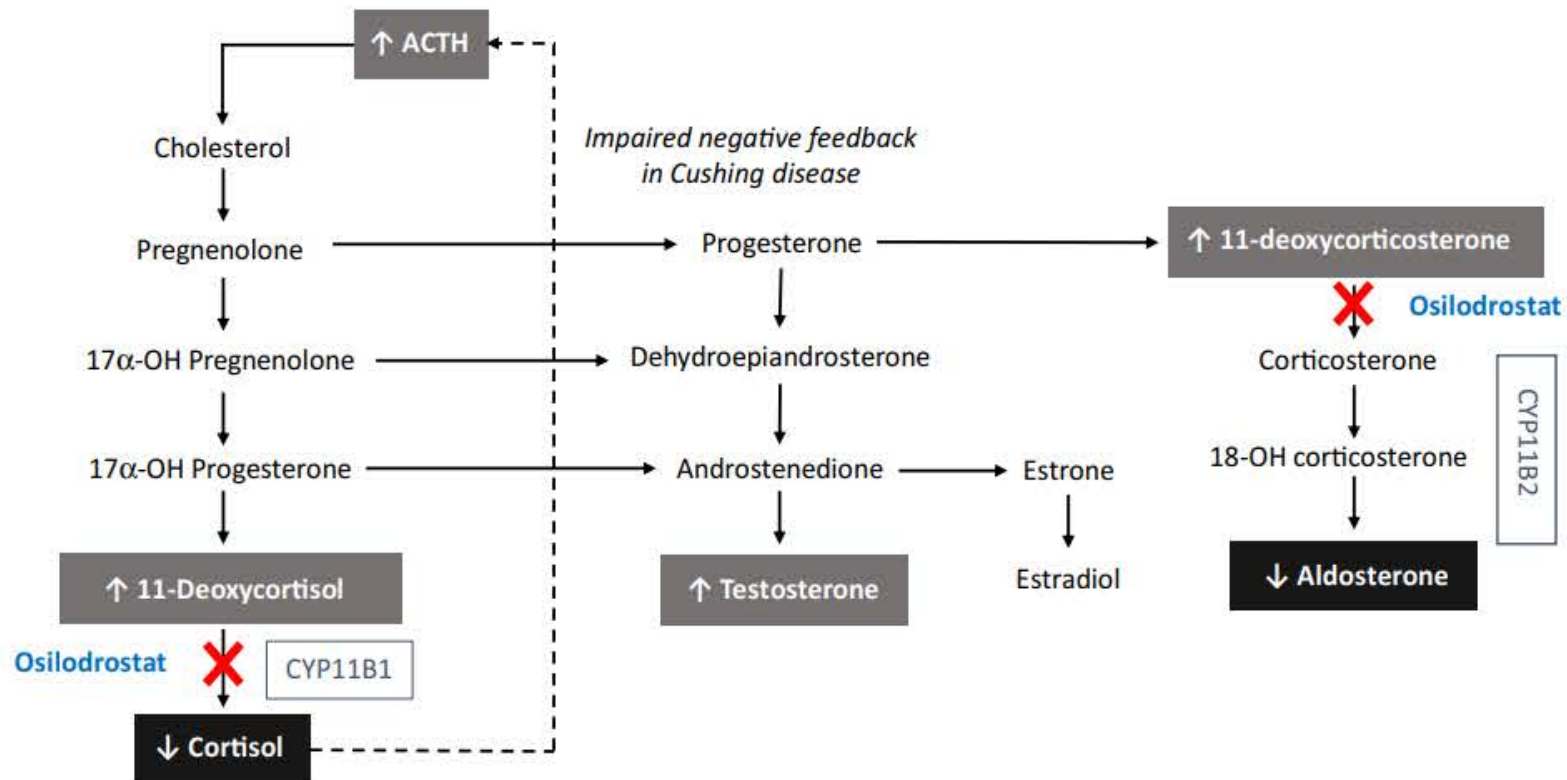 ↑ ACTH
Cholesterol
Impaired negative feedback
in Cushing disease
Pregnenolone
Progesterone
↑ 11-deoxycorticosterone
Osilodrostat
17α-OH Pregnenolone
Dehydroepiandrosterone
Corticosterone
CYP11B2
17α-OH Progesterone
Androstenedione
Estrone
18-OH corticosterone
↑ 11-Deoxycortisol
↑ Testosterone
Estradiol
↓ Aldosterone
Osilodrostat
CYP11B1
↓ Cortisol